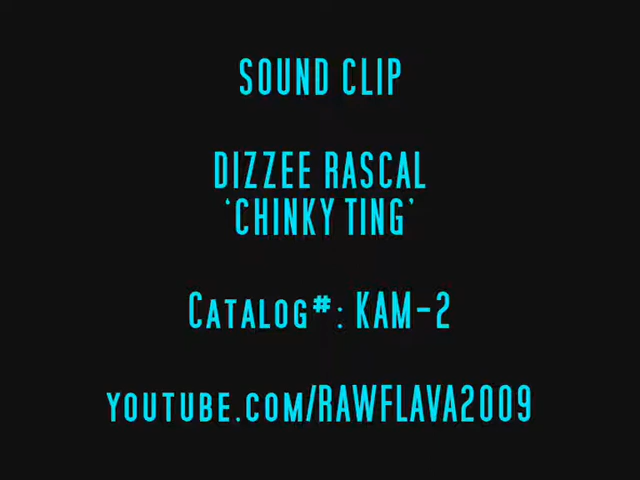 SOUND CLIP
DIZZEE RASCAL
'CHINKY TING'
CATALOG#: KAM-2
YOUTUBE.COM/RAWFLAVA2009